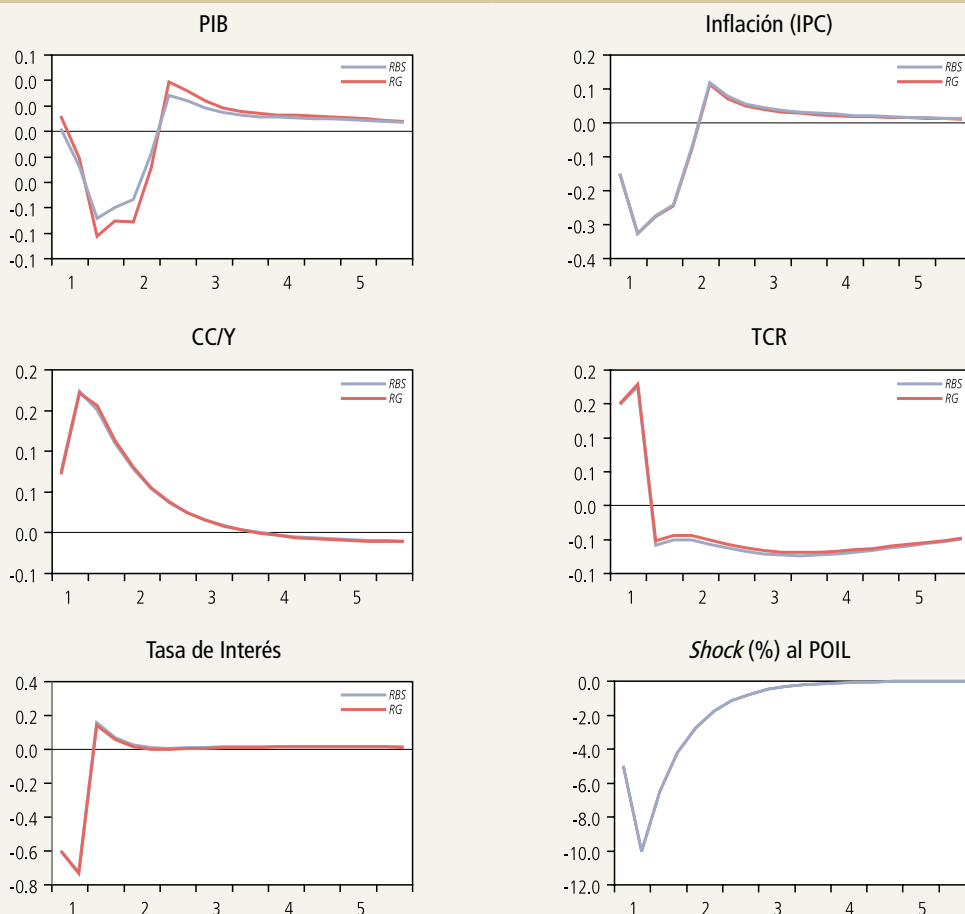 PIB
0.1
0.0
0.0
0.0
0.0
0.0
-0.1
-0.1
-0.1
RBS
RG
1 2 3 4 5
Inflación (IPC)
0.2
0.1
0.0
-0.1
-0.2
-0.3
-0.4
RBS
RG
1 2 3 4 5
CC/Y
0.2
0.2
0.1
0.1
0.0
-0.1
RBS
RG
1 2 3 4 5
TCR
0.2
0.2
0.1
0.1
0.0
-0.1
-0.1
RBS
RG
1 2 3 4 5
Tasa de Interés
0.4
0.2
0.0
-0.2
-0.4
-0.6
-0.8
RBS
RG
1 2 3 4 5
Shock (%) al POIL
0.0
-2.0
-4.0
-6.0
-8.0
-10.0
-12.0
1 2 3 4 5